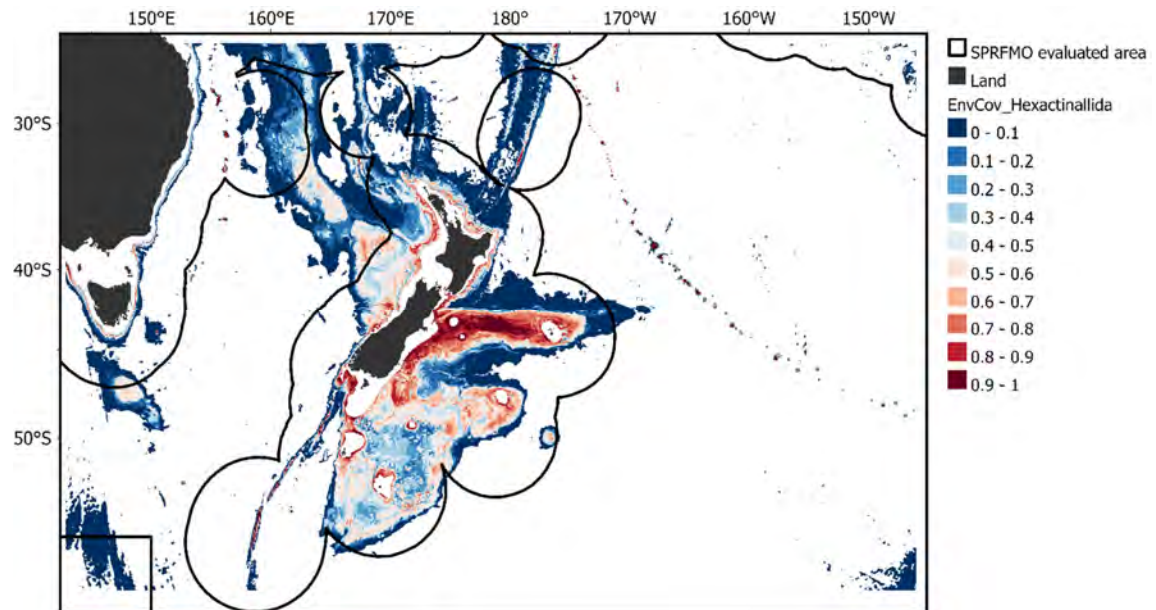 150°E 160°E 170°E 180° 170°W 160°W 150°W
30°S
40°S
50°S
SPRFMO evaluated area
Land
EnvCov_Hexactinallida
0 - 0.1
0.1 - 0.2
0.2 - 0.3
0.3 - 0.4
0.4 - 0.5
0.5 - 0.6
0.6 - 0.7
0.7 - 0.8
0.8 - 0.9
0.9 - 1